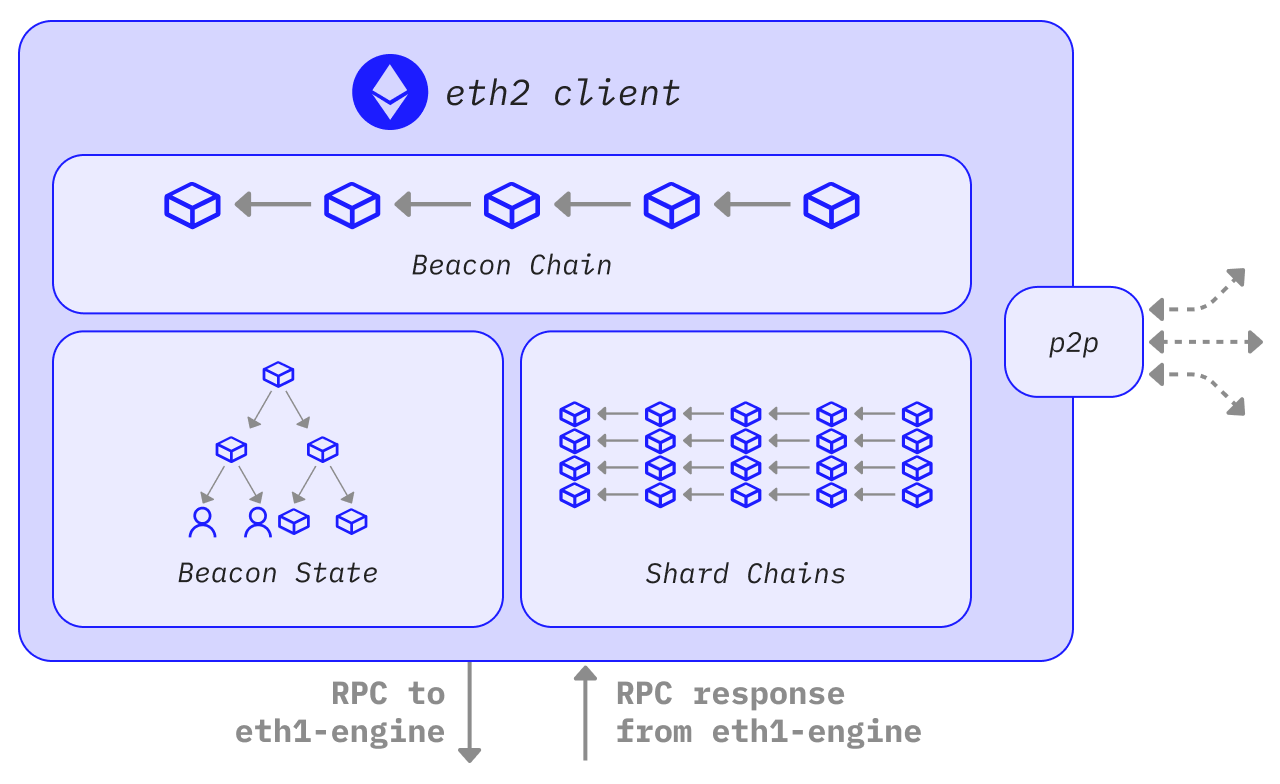 eth2 client
Beacon Chain
p2p
Beacon State
Shard Chains
RPC to
eth1-engine
RPC response
from eth1-engine